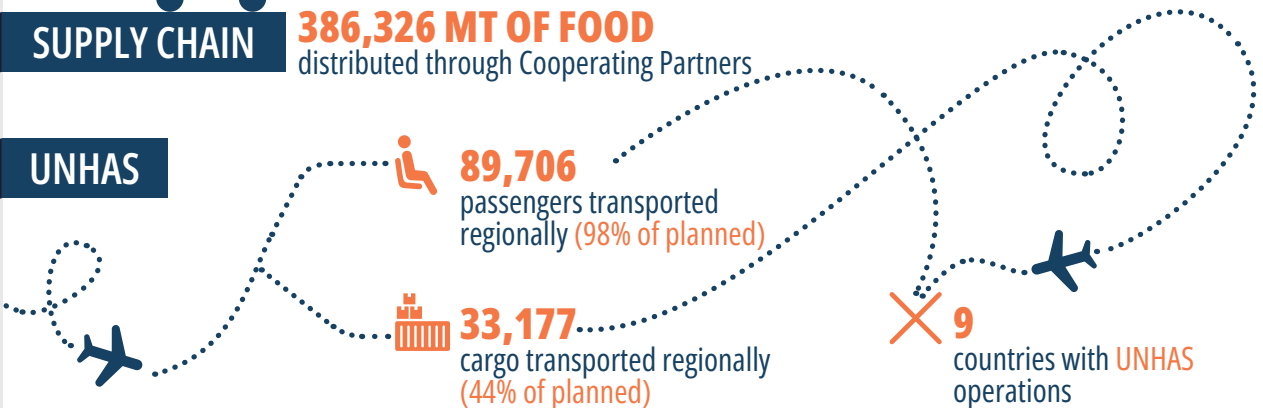 SUPPLY CHAIN
386,326 MT OF FOOD
distributed through Cooperating Partners
UNHAS
89,706
passengers transported
regionally (98% of planned)
33,177
cargo transported regionally
(44% of planned)
9
countries with UNHAS
operations